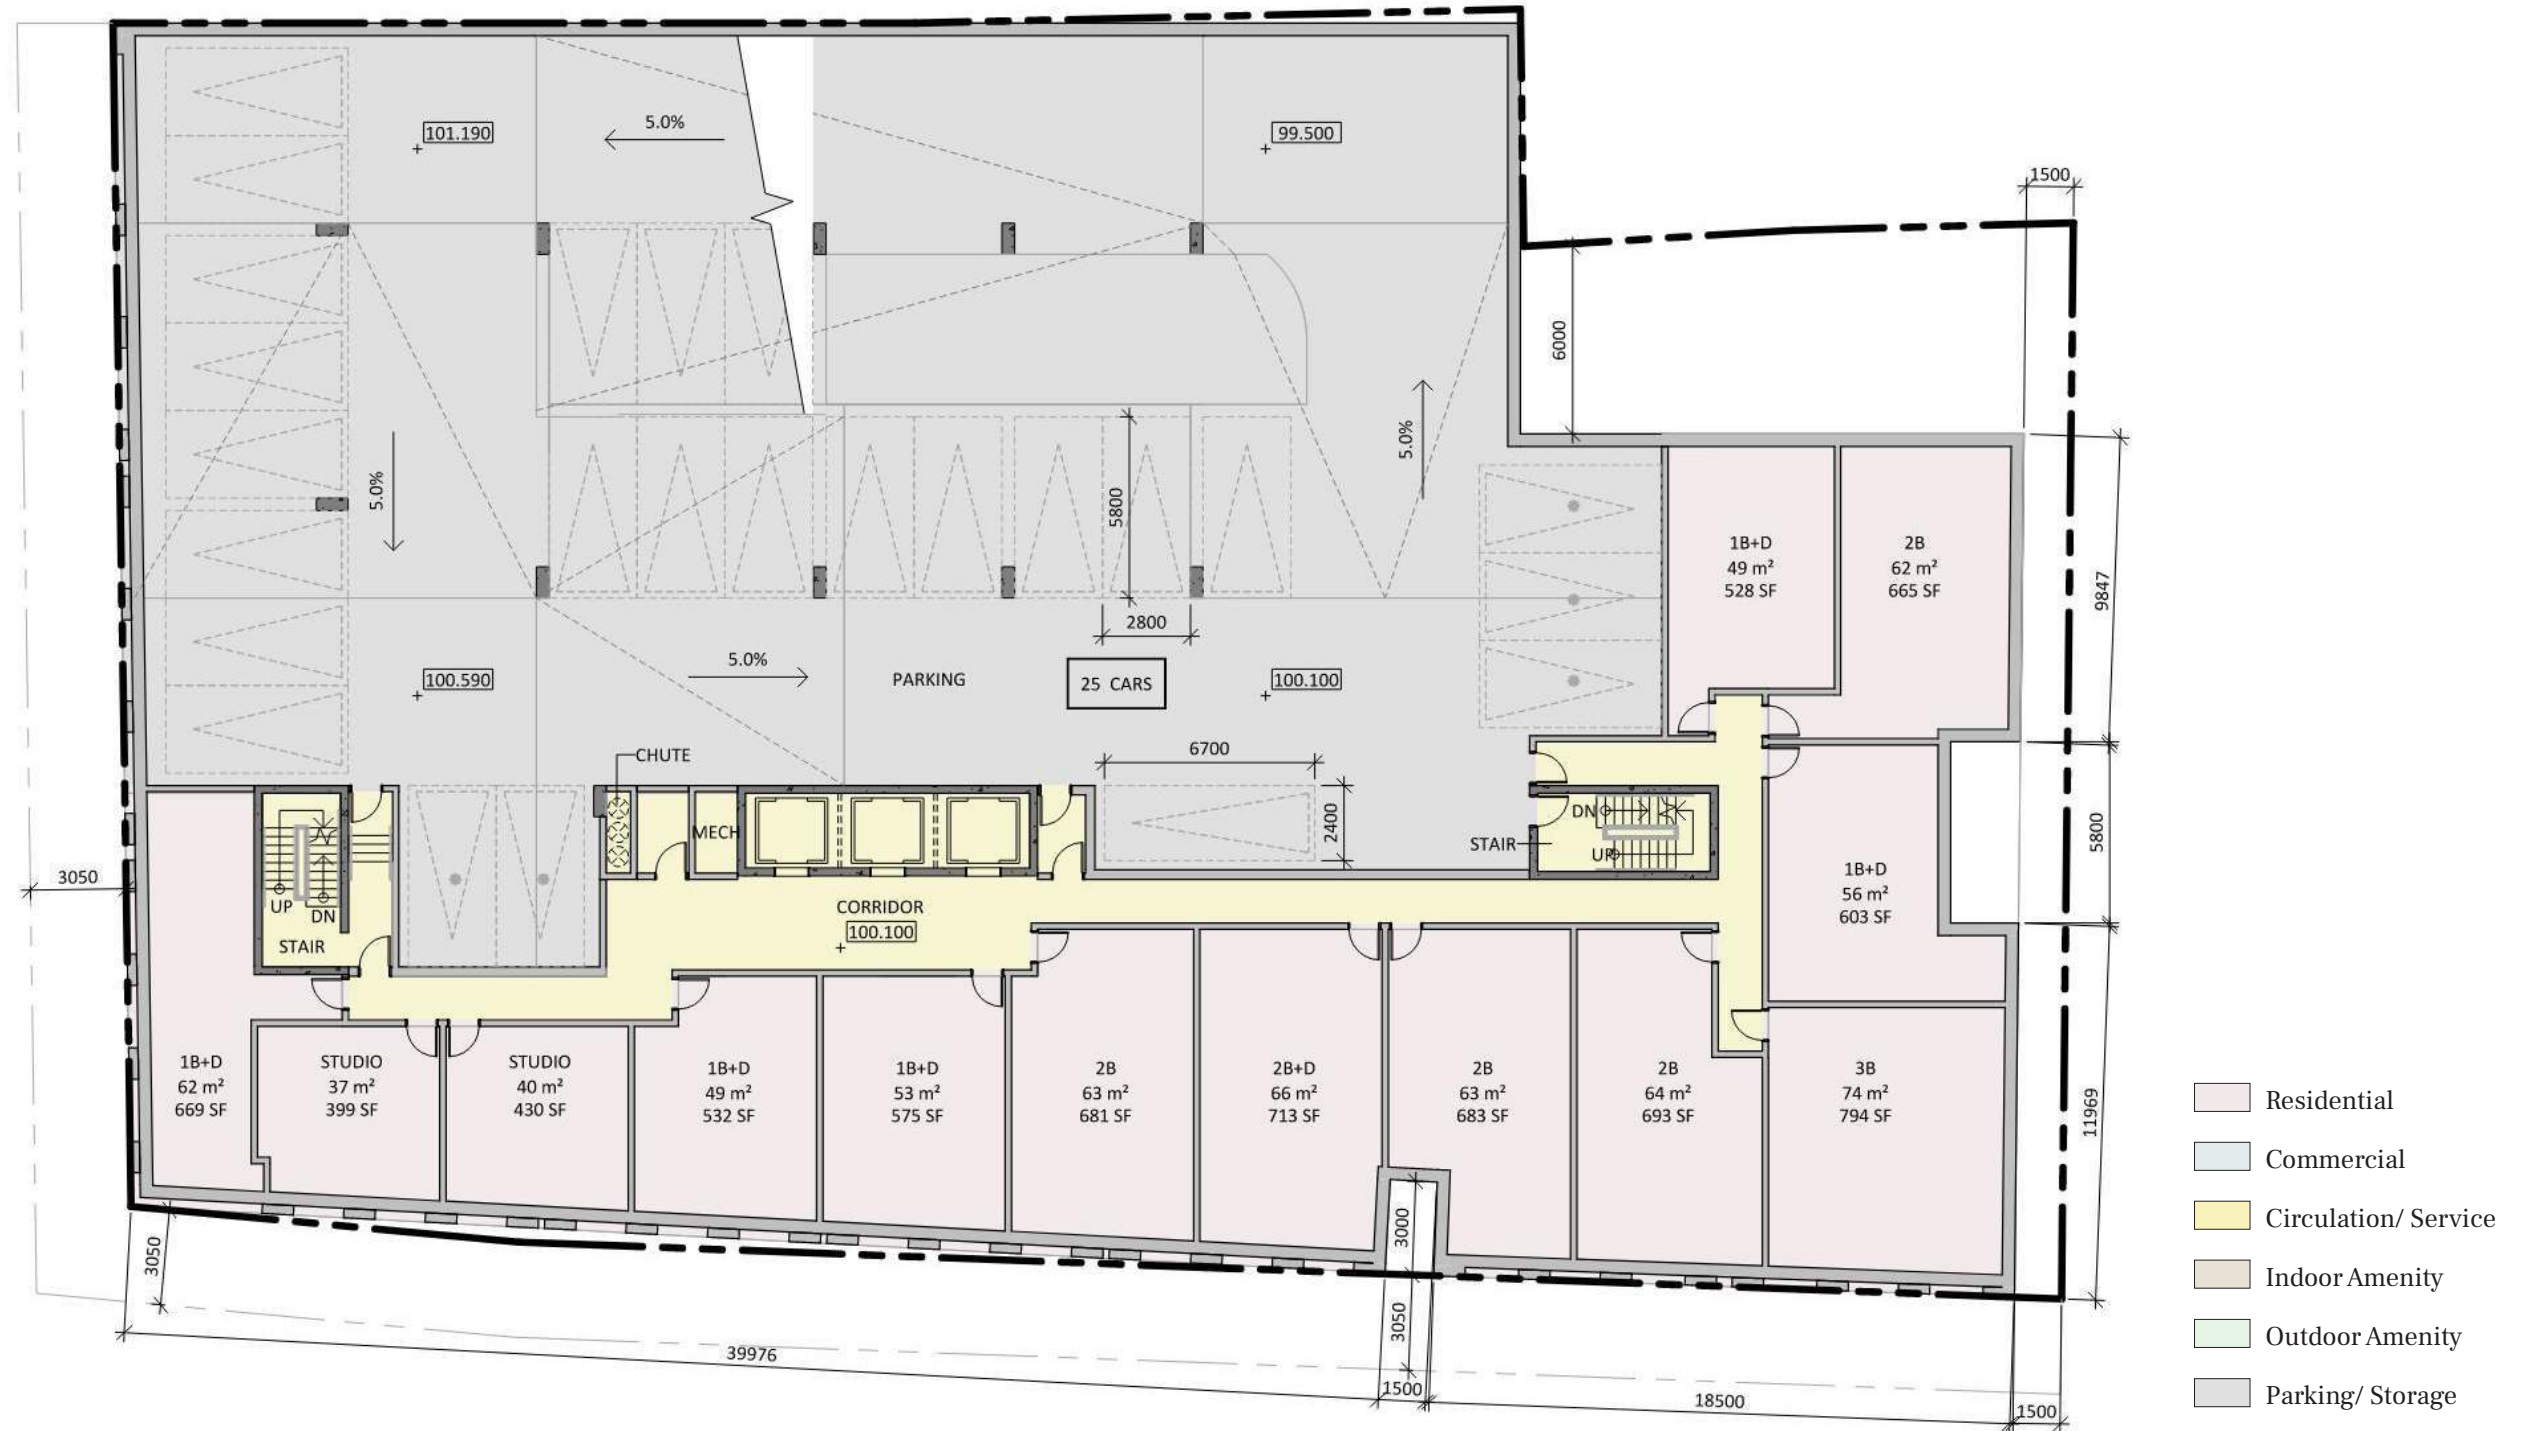 101.190
5.0%
99.500
1500
6000
5.0%
5.0%
5800
1B+D
49 m²
528 SF
2B
62 m²
665 SF
9847
2800
100.590
5.0%
PARKING
25 CARS
100.100
CHUTE
6700
MECH
2400
STAIR
DN
UP
5800
1B+D
56 m²
603 SF
3050
UP
DN
STAIR
CORRIDOR
100.100
1B+D
62 m²
669 SF
STUDIO
37 m²
399 SF
STUDIO
40 m²
430 SF
1B+D
49 m²
532 SF
1B+D
53 m²
575 SF
2B
63 m²
681 SF
2B+D
66 m²
713 SF
2B
63 m²
683 SF
2B
64 m²
693 SF
3B
74 m²
794 SF
11969
3050
3000
3050
39976
1500
18500
1500
Residential
Commercial
Circulation/ Service
Indoor Amenity
Outdoor Amenity
Parking/ Storage